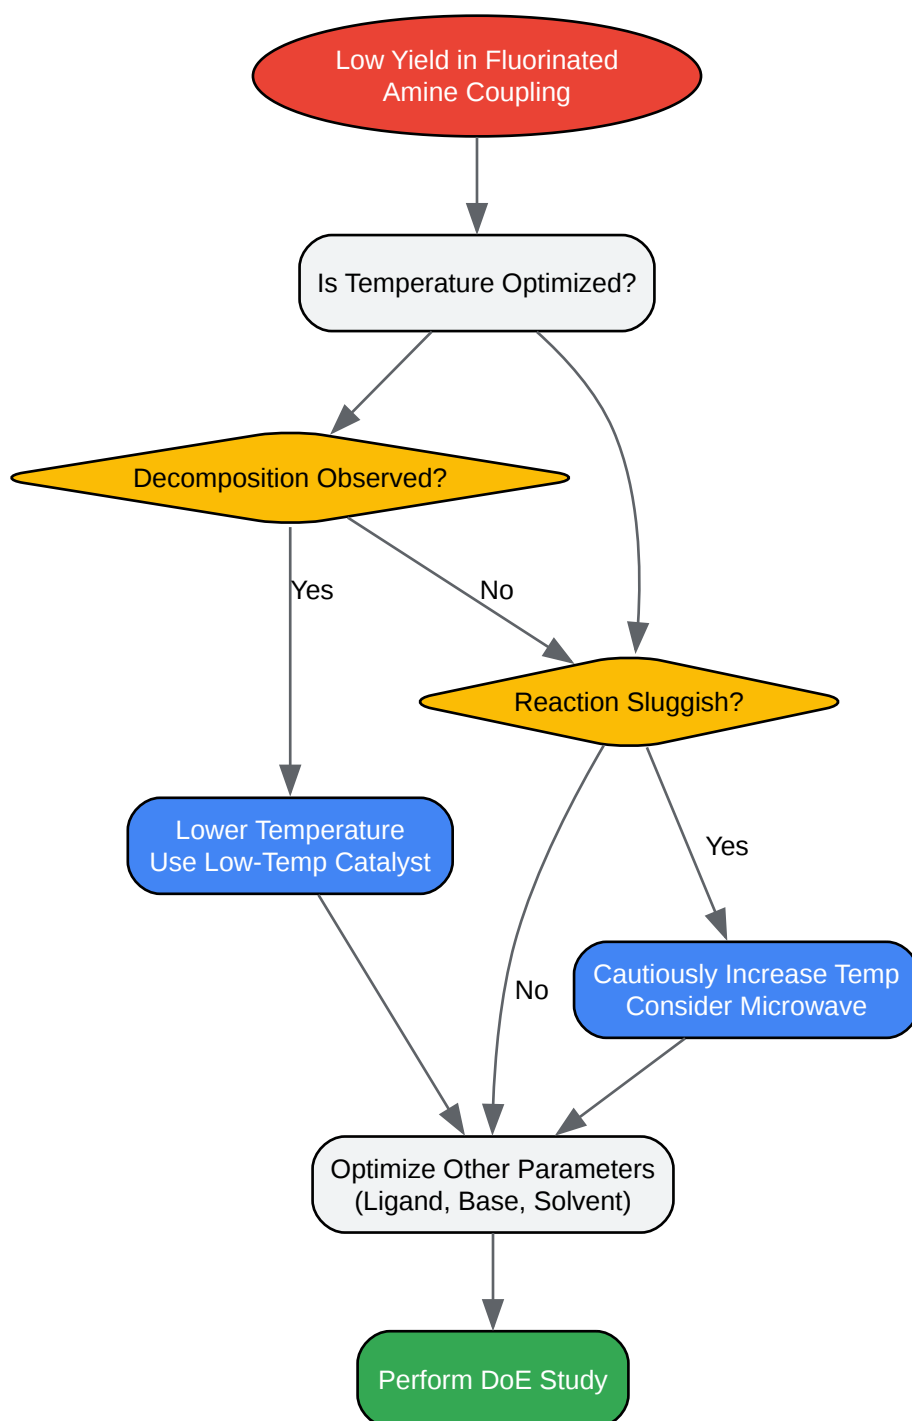 Low Yield in Fluorinated
Amine Coupling
Is Temperature Optimized?
Decomposition Observed?
Yes
No
Reaction Sluggish?
Lower Temperature
Use Low-Temp Catalyst
Yes
Cautiously Increase Temp
Consider Microwave
No
Optimize Other Parameters
(Ligand, Base, Solvent)
Perform DoE Study